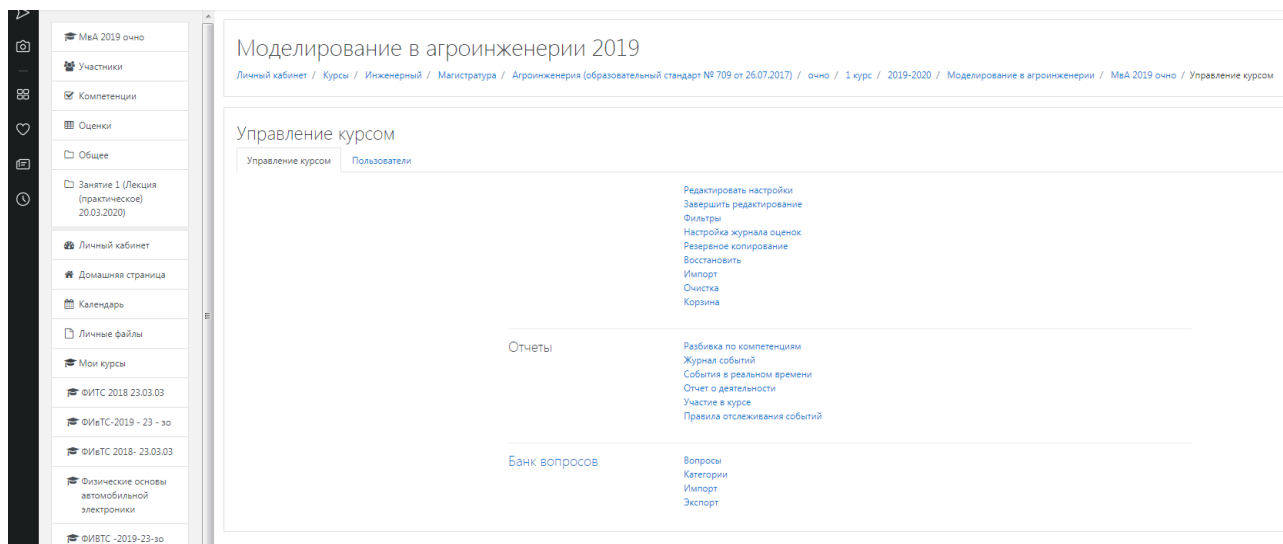 МвА 2019 очно
Участники
Компетенции
Оценки
Общее
Занятие 1 (Лекция
(практическое)
20.03.2020)
Личный кабинет
Домашняя страница
Календарь
Личные файлы
Мои курсы
ФИТС 2018 23.03.03
ФИвТС-2019 - 23 - зо
ФИвТС 2018- 23.03.03
Физические основы
автомобильной
электроники
ФИВТС -2019-23-зо
Моделирование в агроинженерии 2019
Личный кабинет / Курсы / Инженерный / Магистратура / Агроинженерия (образовательный стандарт № 709 от 26.07.2017) / очно / 1 курс / 2019-2020 / Моделирование в агроинженерии / МвА 2019 очно / Управление курсом
Управление курсом
Управление курсом Пользователи
Редактировать настройки
Завершить редактирование
Фильтры
Настройка журнала оценок
Резервное копирование
Восстановить
Импорт
Очистка
Корзина
Отчеты
Разбивка по компетенциям
Журнал событий
События в реальном времени
Отчет о деятельности
Участие в курсе
Правила отслеживания событий
Банк вопросов
Вопросы
Категории
Импорт
Экспорт